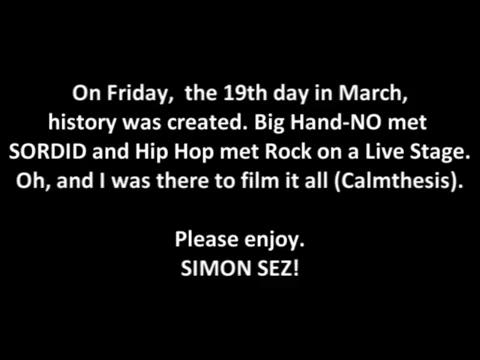 On Friday,  the 19th day in March,
history was created. Big Hand-NO met
SORDID and Hip Hop met Rock on a Live Stage.
Oh, and I was there to film it all (Calmthesis).
Please enjoy.
SIMON SEZ!